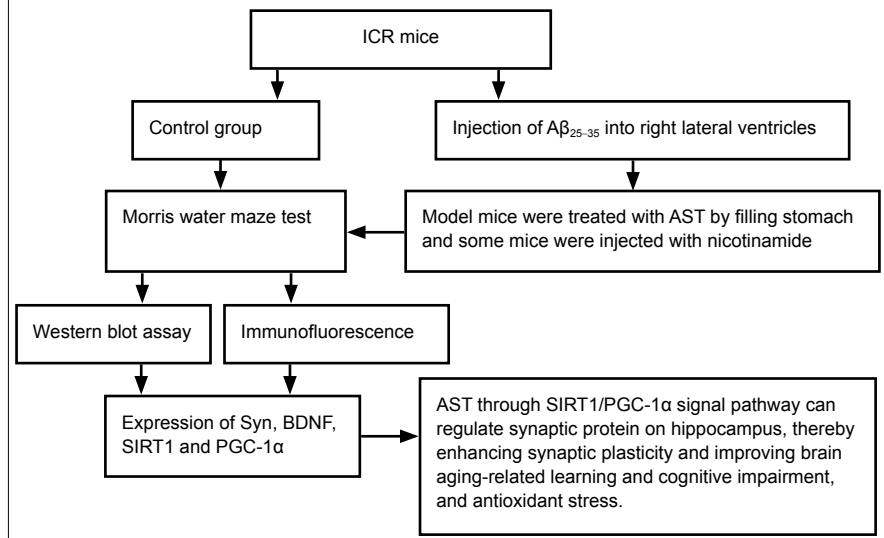 ICR mice
Control group
Injection of Aβ25–35 into right lateral ventricles
Morris water maze test
Model mice were treated with AST by filling stomach
and some mice were injected with nicotinamide
Western blot assay
Immunofluorescence
Expression of Syn, BDNF,
SIRT1 and PGC-1α
AST through SIRT1/PGC-1α signal pathway can
regulate synaptic protein on hippocampus, thereby
enhancing synaptic plasticity and improving brain
aging-related learning and cognitive impairment,
and antioxidant stress.